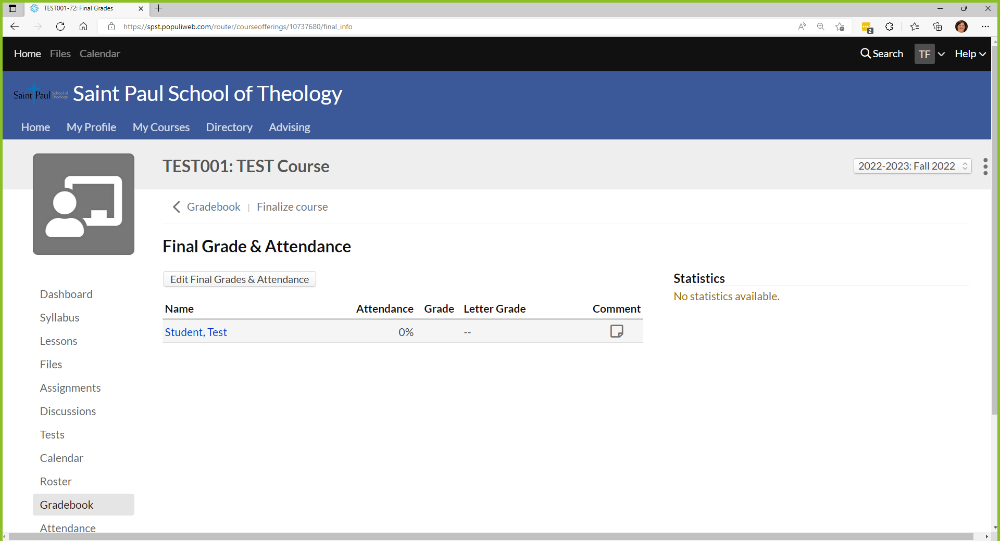 TEST001-72: Final Grades
https://spst.populiweb.com/router/courseofferings/10737680/final_info
2
Home Files Calendar
Search TF Help
Saint Paul School of Theology Saint Paul School of Theology
Home My Profile My Courses Directory Advising
TEST001: TEST Course
2022-2023: Fall 2022
Gradebook | Finalize course
Final Grade & Attendance
Edit Final Grades & Attendance
Statistics
No statistics available.
Name Attendance Grade Letter Grade Comment
Student, Test 0% --
Dashboard
Syllabus
Lessons
Files
Assignments
Discussions
Tests
Calendar
Roster
Gradebook
Attendance